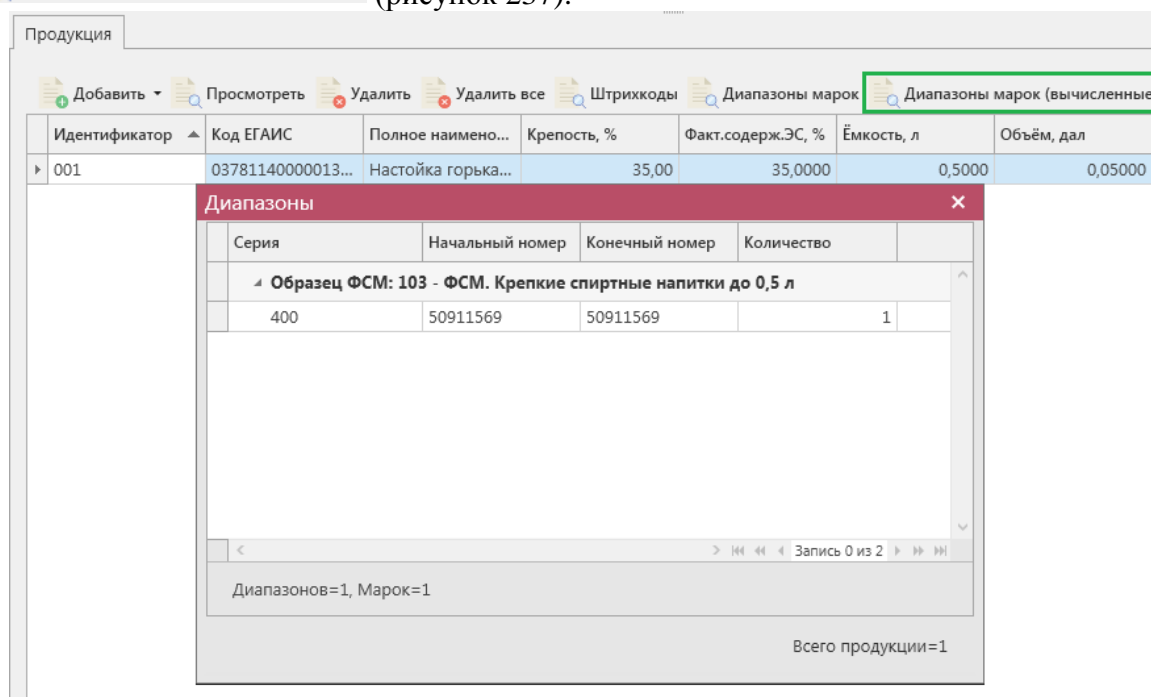 (рисунок 237).
Продукция
Добавить Просмотреть Удалить Удалить все Штрихкоды Диапазоны марок Диапазоны марок (вычисленные
Идентификатор Код ЕГАИС Полное наимено... Крепость, % Факт.содерж.ЭС, % Ёмкость, л Объём, дал
001 03781140000013... Настойка горька... 35,00 35,0000 0,5000 0,05000
Диапазоны
Серия Начальный номер Конечный номер Количество
Образец ФСМ: 103 - ФСМ. Крепкие спиртные напитки до 0,5 л
400 50911569 50911569 1
Запись 0 из 2
Диапазонов=1, Марок=1
Всего продукции=1